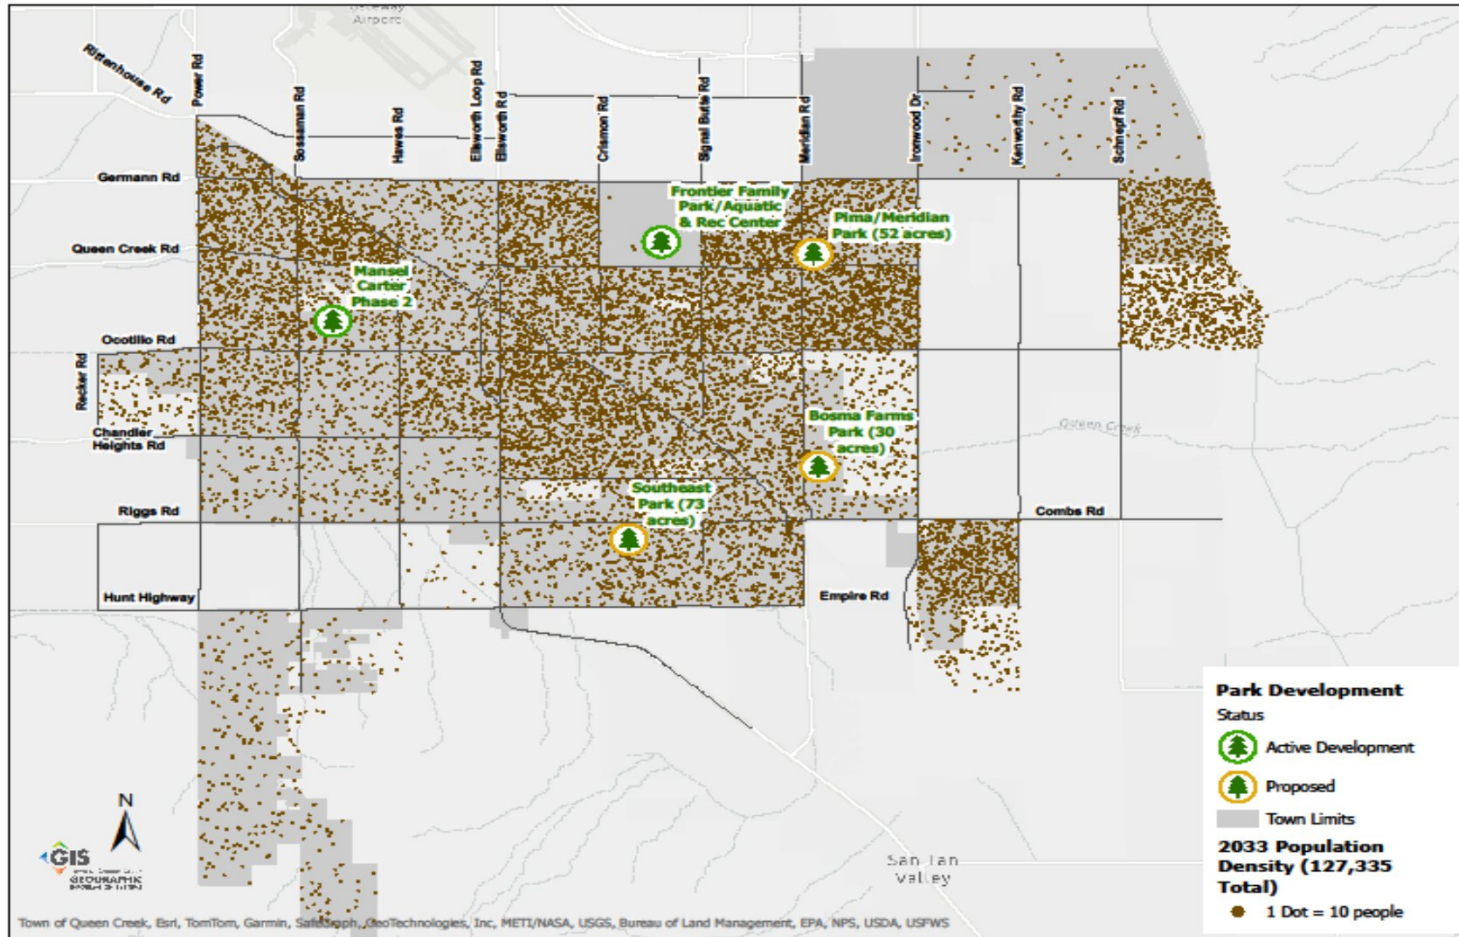 Gateway
Airport
Rittenhouse Rd
Power Rd
Sossaman Rd
Hawes Rd
Ellsworth Loop Rd
Ellsworth Rd
Crismon Rd
Signal Butte Rd
Meridian Rd
Ironwood Dr
Kenworthy Rd
Schnepf Rd
Germann Rd
Frontier Family
Park/Aquatic
& Rec Center
Pima/Meridian
Park (52 acres)
Queen Creek Rd
Mansel
Carter
Phase 2
Ocotillo Rd
Recker Rd
Chandler
Heights Rd
Bosma Farms
Park (30
acres)
Queen Creek
Southeast
Park (73
acres)
Riggs Rd
Combs Rd
Hunt Highway
Empire Rd
Park Development
Status
Active Development
Proposed
Town Limits
2033 Population
Density (127,335
Total)
1 Dot = 10 people
N
GIS
GEOGRAPHIC
San Tan
Valley
Town of Queen Creek, Esri, TomTom, Garmin, SafeGraph, GeoTechnologies, Inc, METI/NASA, USGS, Bureau of Land Management, EPA, NPS, USDA, USFWS